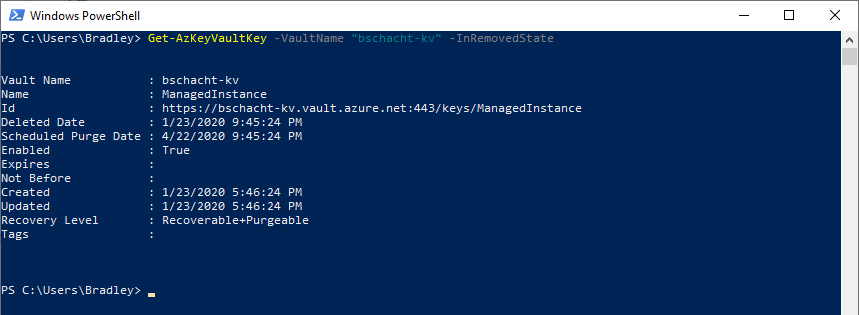 Windows PowerShell
PS C:\Users\Bradley> Get-AzKeyVaultKey -VaultName "bschacht-kv" -InRemovedState
Vault Name           : bschacht-kv
Name                 : ManagedInstance
Id                   : https://bschacht-kv.vault.azure.net:443/keys/ManagedInstance
Deleted Date         : 1/23/2020 9:45:24 PM
Scheduled Purge Date : 4/22/2020 9:45:24 PM
Enabled              : True
Expires              :
Not Before           :
Created              : 1/23/2020 5:46:24 PM
Updated              : 1/23/2020 5:46:24 PM
Recovery Level       : Recoverable+Purgeable
Tags                 :
PS C:\Users\Bradley>